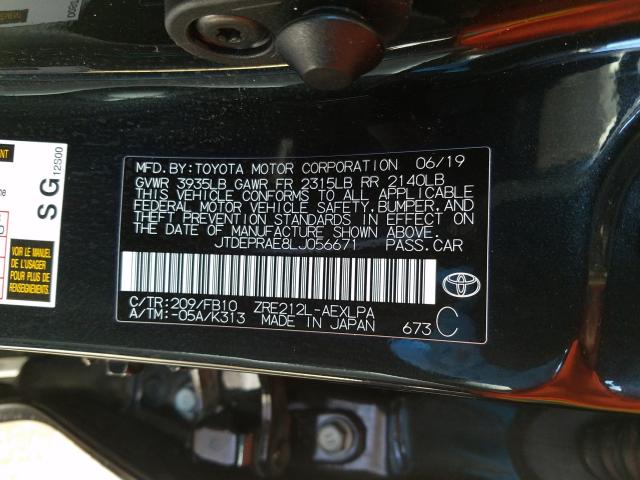 MFD.BY:TOYOTA MOTOR CORPORATION 06/19
GVWR 3935LB GAWR FR 2315LB RR 2140LB
THIS VEHICLE CONFORMS TO ALL APPLICABLE
FEDERAL MOTOR VEHICLE SAFETY,BUMPER, AND
THEFT PREVENTION STANDARDS IN EFFECT ON
THE DATE OF MANUFACTURE SHOWN ABOVE.
JTDEPRAE8LJ056671 PASS.CAR
C/TR:209/FB10 ZRE212L-AEXLPA
A/TM:-05A/K313 MADE IN JAPAN 673 C
SG
12S00
VOIR LE MANUEL
DE L'USAGER
POUR PLUS